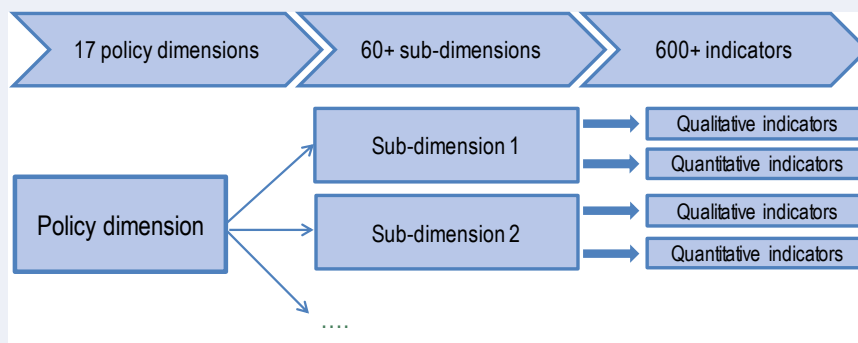 17 policy dimensions
60+ sub-dimensions
600+ indicators
Sub-dimension 1
Qualitative indicators
Quantitative indicators
Policy dimension
Sub-dimension 2
Qualitative indicators
Quantitative indicators
....